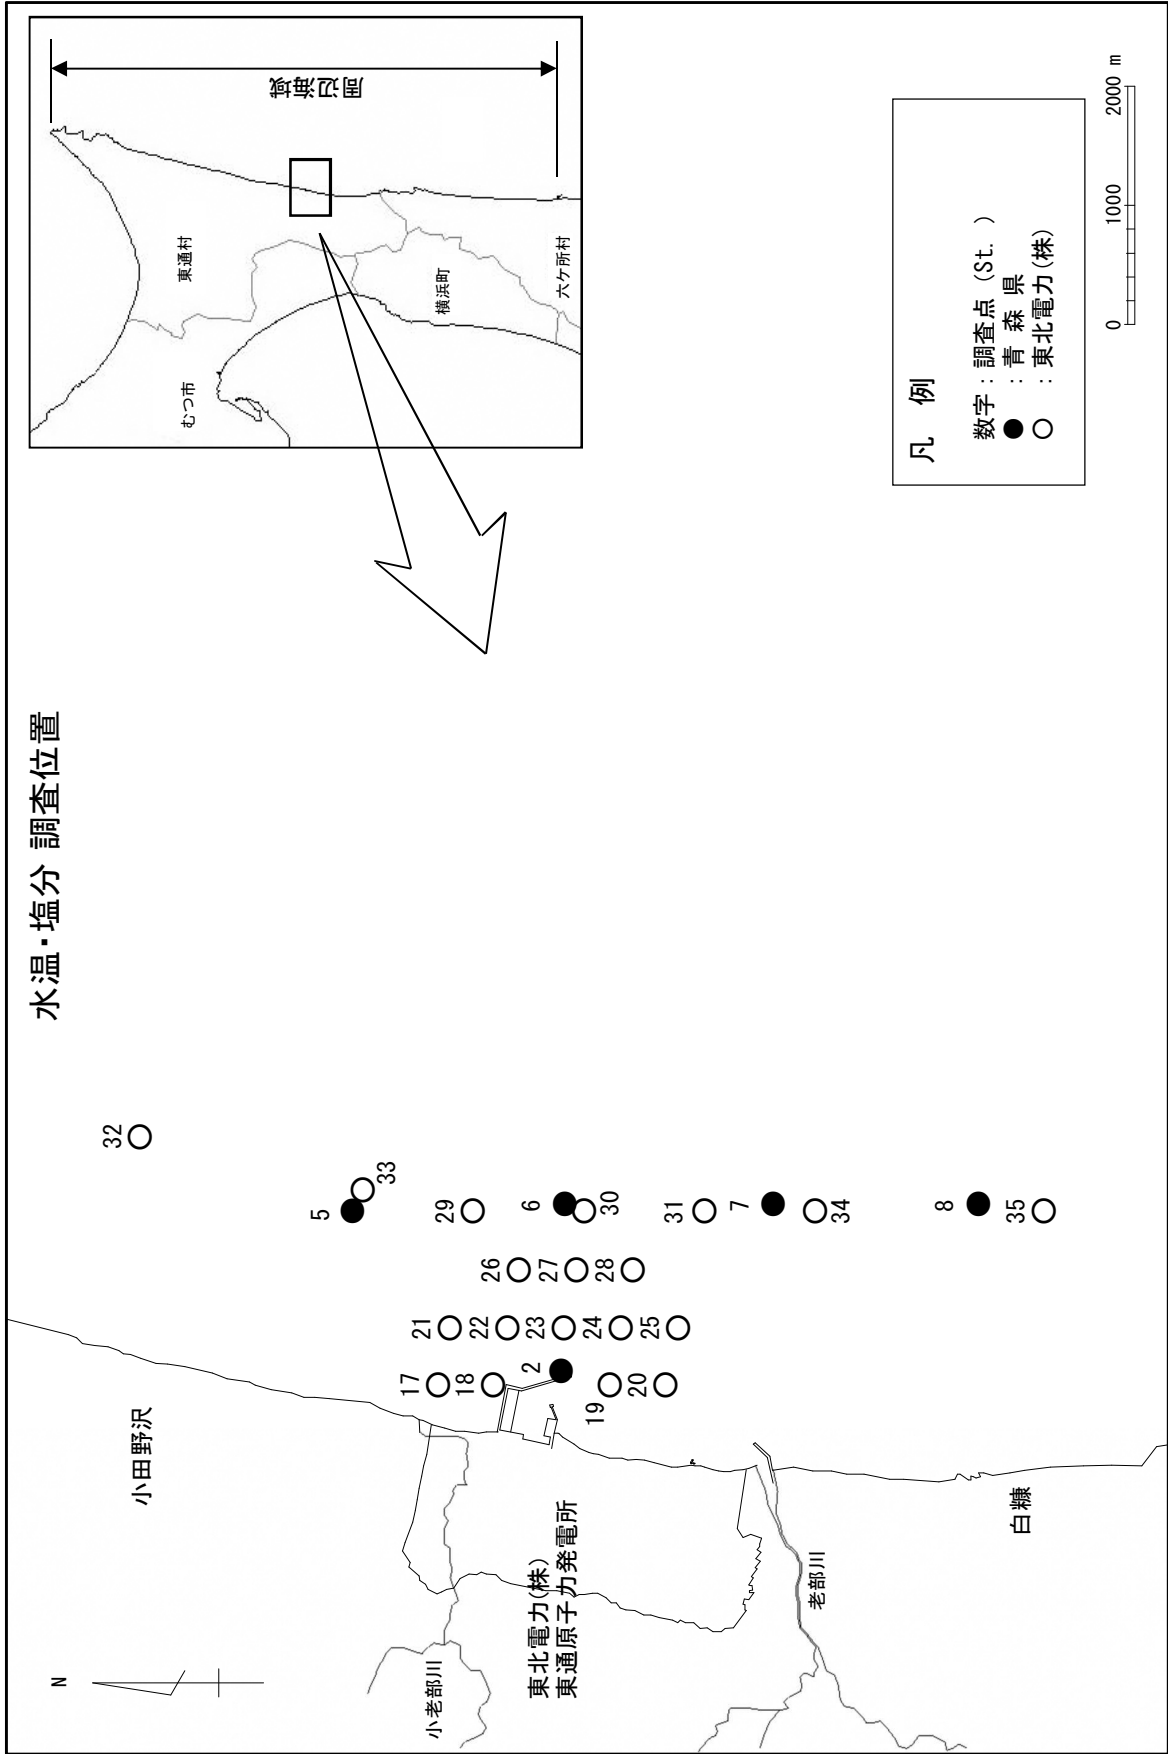 水温・塩分 調査位置
N
小田野沢
小老部川
東北電力(株)
東通原子力発電所
老部川
白糠
17
18
2
19
20
21
22
23
24
25
26
27
28
5
33
29
6
30
31
7
34
8
35
32
むつ市
東通村
横浜町
六ケ所村
周辺海域
凡 例
数字：調査点 (St. )
● ：青 森 県
○ ：東北電力(株)
0 1000 2000 m